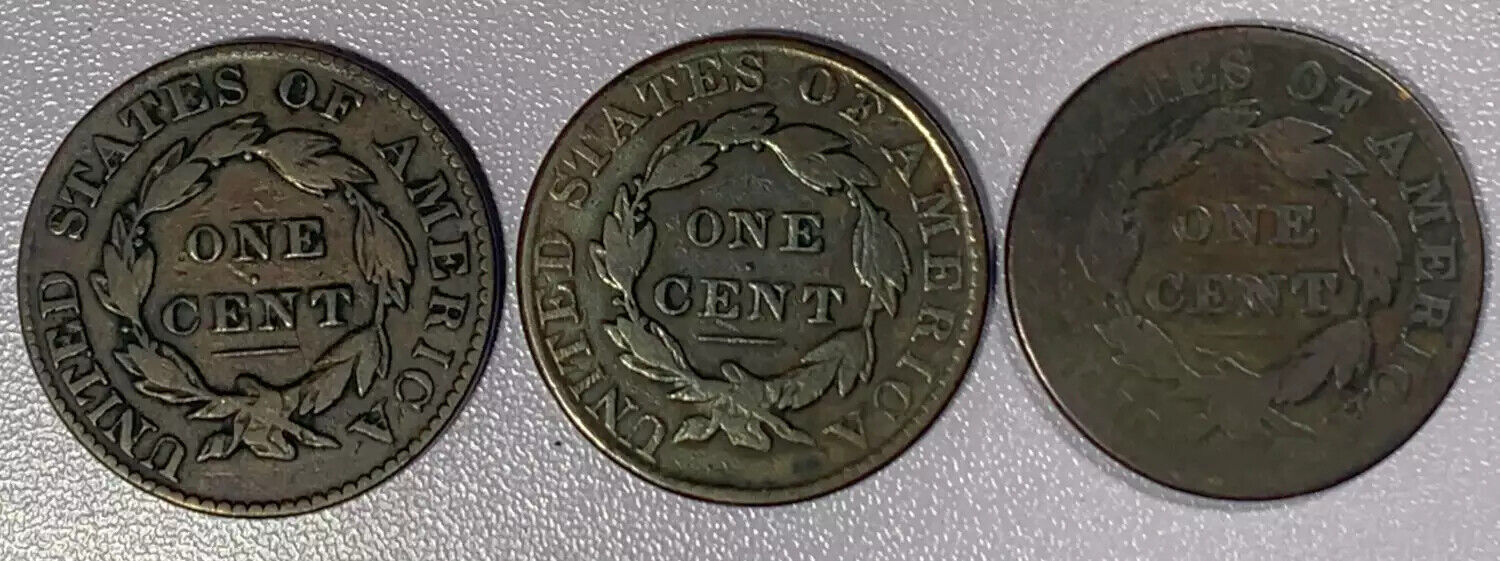 UNITED STATES OF AMERICA
ONE
CENT
UNITED STATES OF AMERICA
ONE
CENT
OF AMERICA
ONE
CENT